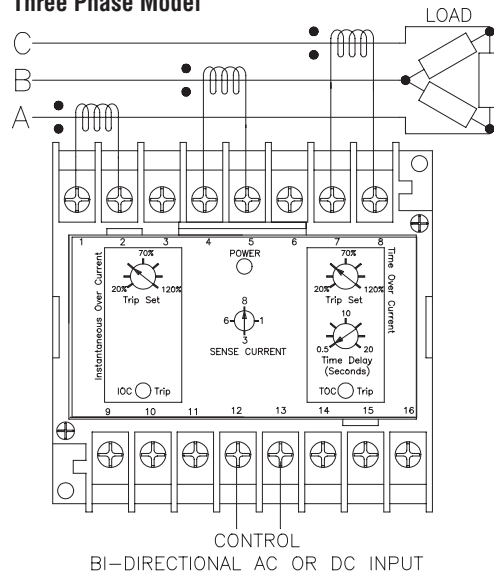 Three Phase Model
LOAD
C
B
A
1 2 3 4 5 6 7 8
Instantaneous Over Current
70%
20% 120%
Trip Set
IOC Trip
POWER
8
6 1
3
SENSE CURRENT
Time Over Current
70%
20% 120%
Trip Set
10
0.5 20
Time Delay
(Seconds)
TOC Trip
9 10 11 12 13 14 15 16
CONTROL
BI-DIRECTIONAL AC OR DC INPUT